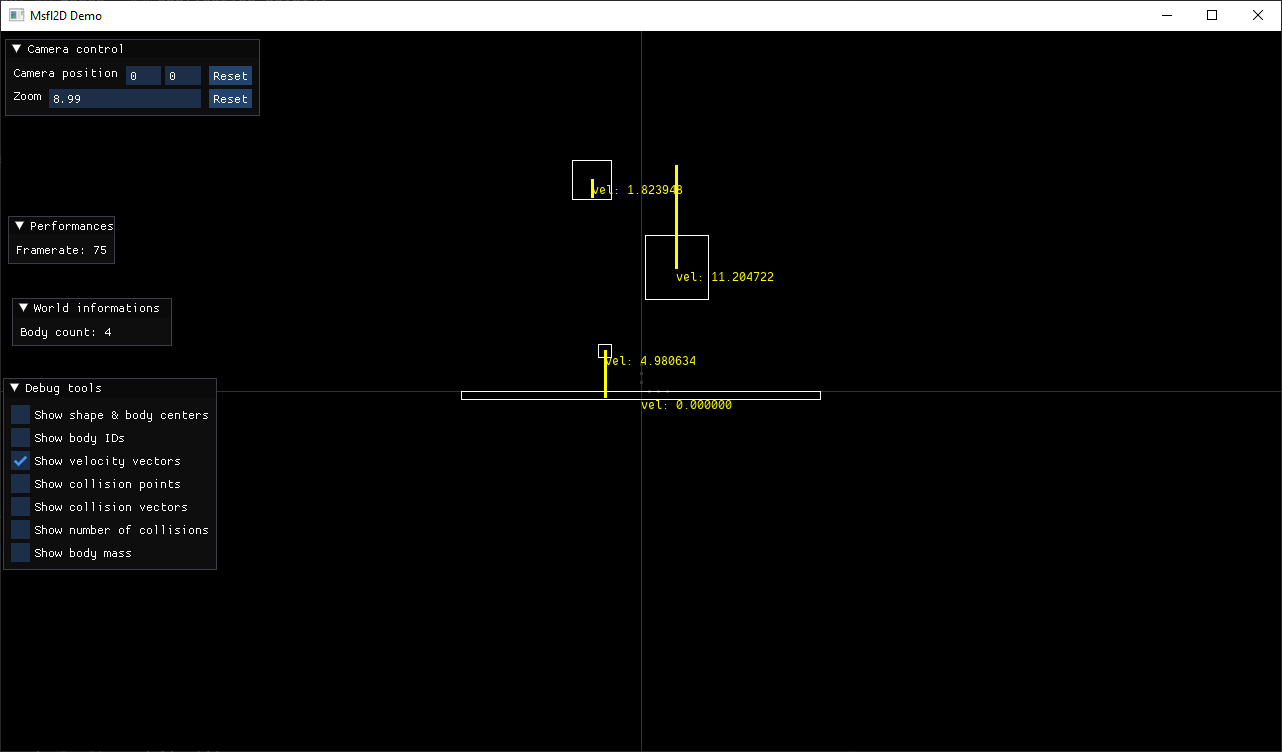 Msfl2D Demo
Camera control
Camera position 0 0 Reset
Zoom 8.99 Reset
vel: 1.823948
Performances
Framerate: 75
vel: 11.204722
World informations
Body count: 4
vel: 4.980634
vel: 0.000000
Debug tools
Show shape & body centers
Show body IDs
Show velocity vectors
Show collision points
Show collision vectors
Show number of collisions
Show body mass